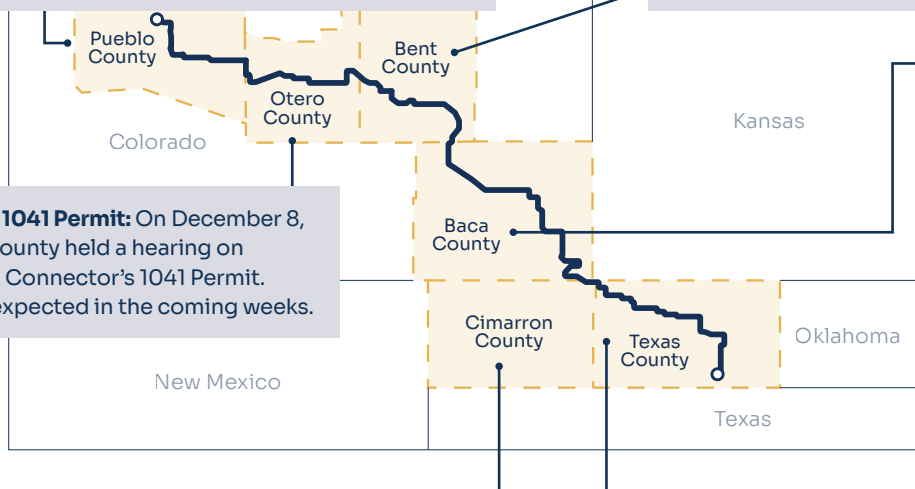 Pueblo
County
Bent
County
Otero
County
Kansas
Colorado
1041 Permit: On December 8,
ounty held a hearing on
Connector’s 1041 Permit.
expected in the coming weeks.
Baca
County
Cimarron
County
Texas
County
Oklahoma
New Mexico
Texas